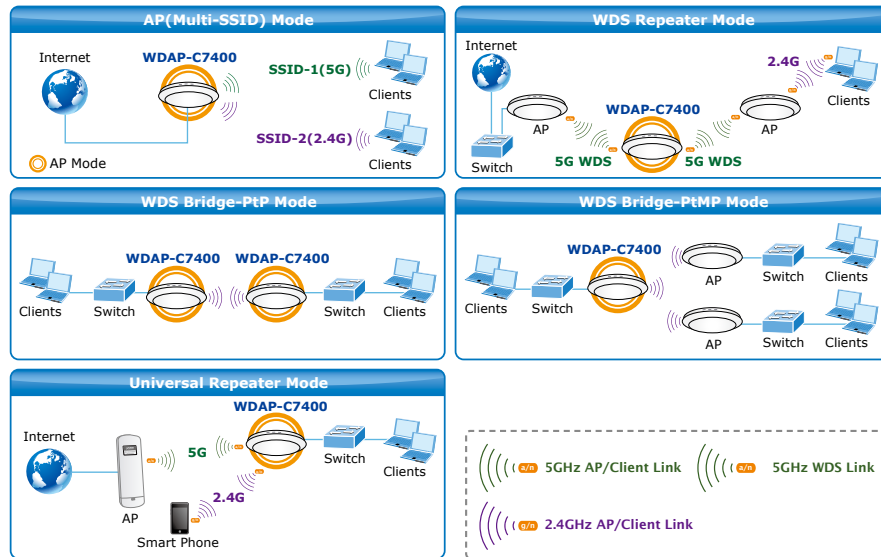 AP(Multi-SSID) Mode
Internet
WDAP-C7400
SSID-1(5G)
Clients
SSID-2(2.4G)
Clients
AP Mode
WDS Repeater Mode
Internet
2.4G
Clients
AP
WDAP-C7400
AP
Switch
5G WDS
5G WDS
WDS Bridge-PtP Mode
WDAP-C7400
WDAP-C7400
Clients
Switch
Switch
Clients
WDS Bridge-PtMP Mode
WDAP-C7400
AP
Switch
Clients
Clients
Switch
AP
Switch
Clients
Universal Repeater Mode
WDAP-C7400
Internet
5G
Switch
Clients
2.4G
AP
Smart Phone
a/n 5GHz AP/Client Link
a/n 5GHz WDS Link
g/n 2.4GHz AP/Client Link